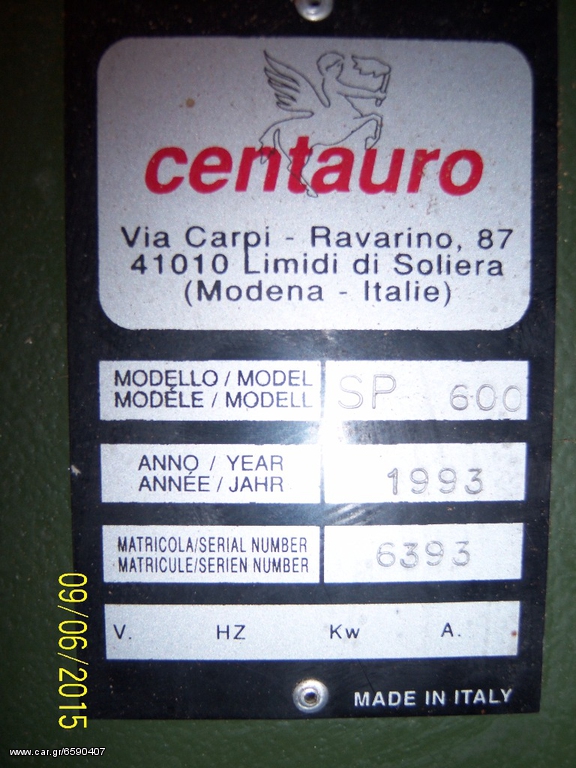 centauro
Via Carpi - Ravarino, 87
41010 Limidi di Soliera
(Modena - Italie)
MODELLO / MODEL
MODÈLE / MODELL
SP 600
ANNO / YEAR
ANNÉE / JAHR
1993
MATRICOLA/SERIAL NUMBER
MATRICULE/SERIEN NUMBER
6393
V. HZ Kw A.
MADE IN ITALY
09/06/2015
www.car.gr/6590407